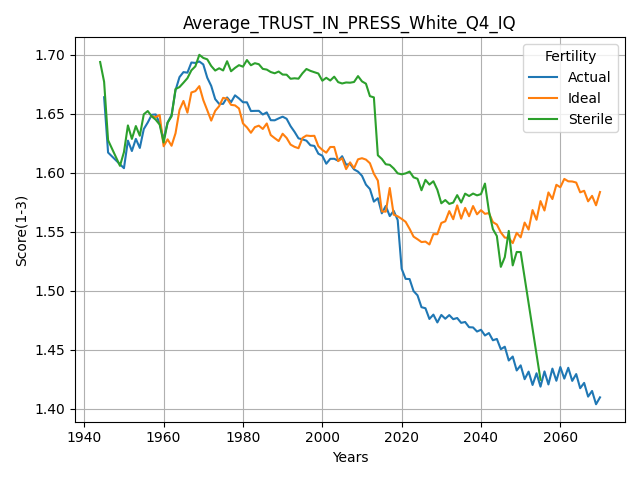 Average_TRUST_IN_PRESS_White_Q4_IQ
Fertility
Actual
Ideal
Sterile
Score(1-3)
1.70
1.65
1.60
1.55
1.50
1.45
1.40
1940
1960
1980
2000
2020
2040
2060
Years